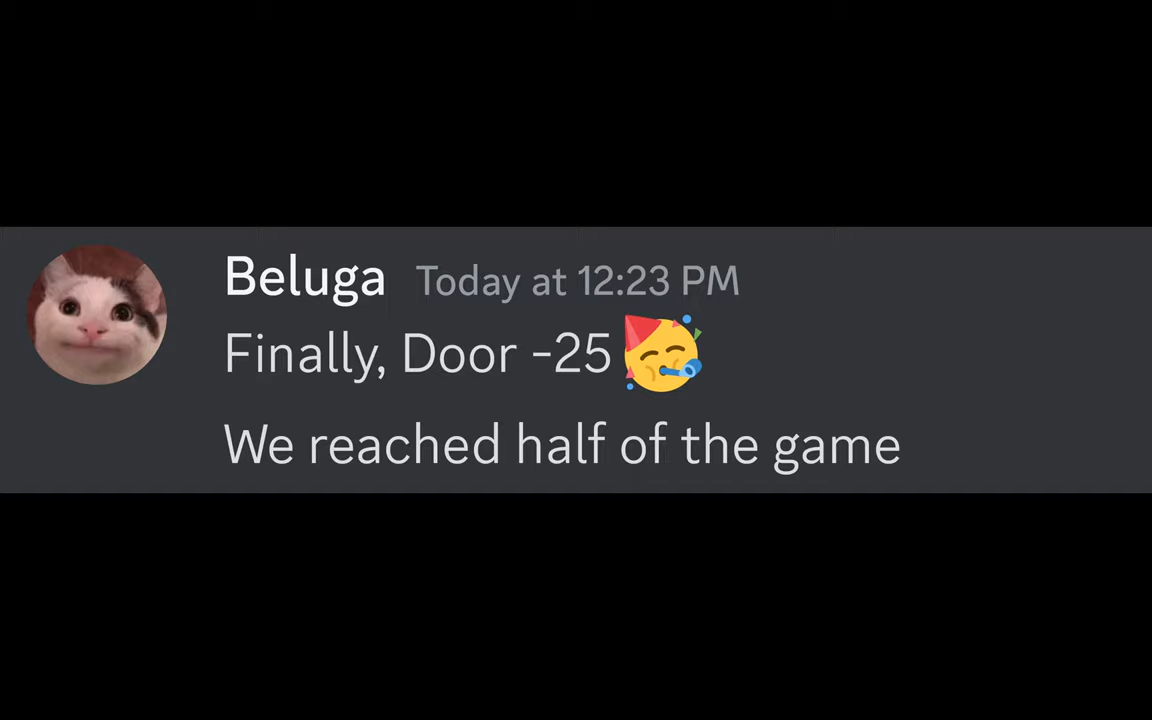 Beluga Today at 12:23 PM
Finally, Door -25 🥳
We reached half of the game